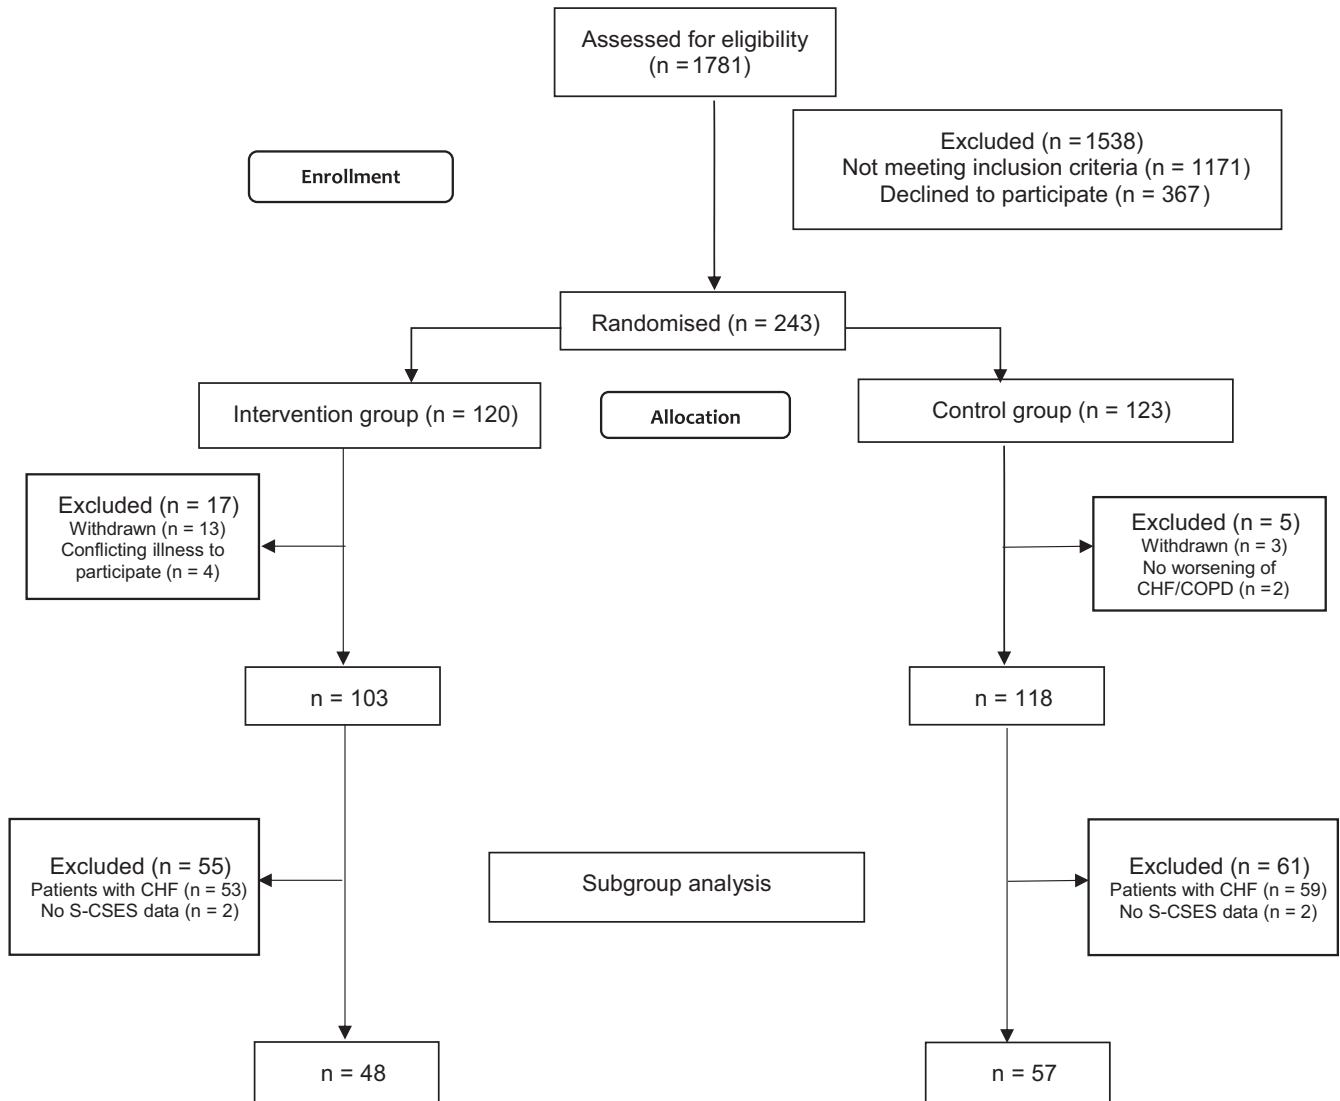 Assessed for eligibility
(n = 1781)
Excluded (n = 1538)
Not meeting inclusion criteria (n = 1171)
Declined to participate (n = 367)
Enrollment
Randomised (n = 243)
Intervention group (n = 120)
Allocation
Control group (n = 123)
Excluded (n = 17)
Withdrawn (n = 13)
Conflicting illness to
participate (n = 4)
Excluded (n = 5)
Withdrawn (n = 3)
No worsening of
CHF/COPD (n = 2)
n = 103
n = 118
Excluded (n = 55)
Patients with CHF (n = 53)
No S-CSES data (n = 2)
Subgroup analysis
Excluded (n = 61)
Patients with CHF (n = 59)
No S-CSES data (n = 2)
n = 48
n = 57